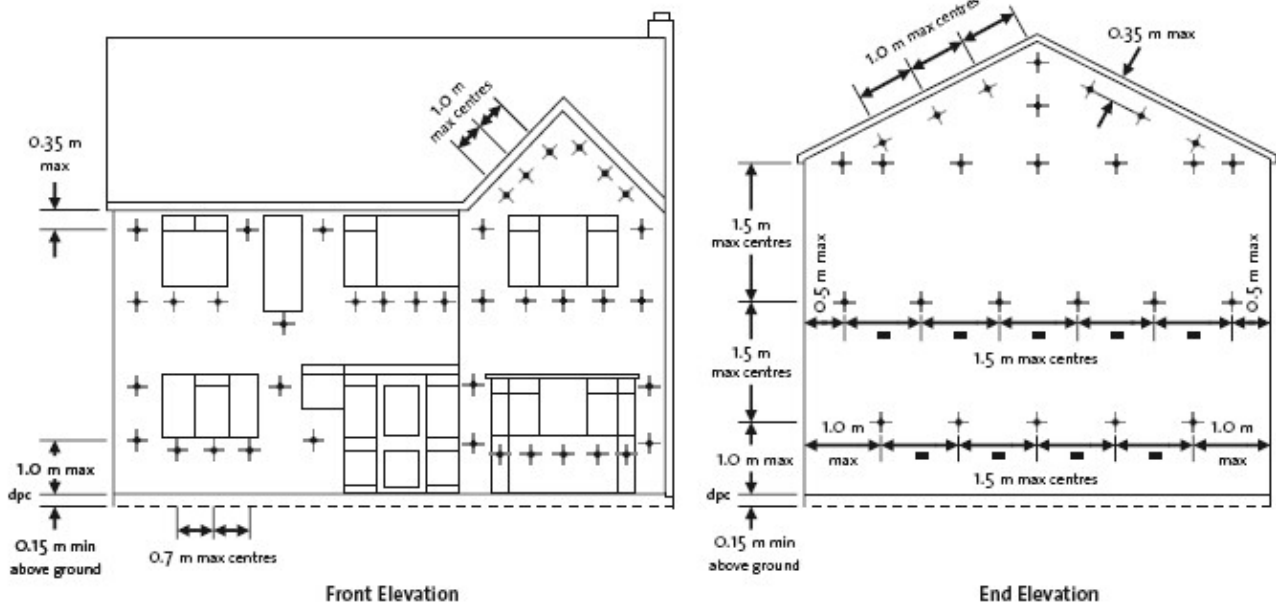 0.35 m
max
1.0 m
max centres
1.0 m max
dpc
0.15 m min
above ground
0.7 m max centres
Front Elevation
1.0 m max centres
0.35 m max
1.5 m
max centres
0.5 m max
0.5 m max
1.5 m max centres
1.5 m
max centres
1.0 m
max
1.0 m
max
1.0 m max
1.5 m max centres
dpc
0.15 m min
above ground
End Elevation